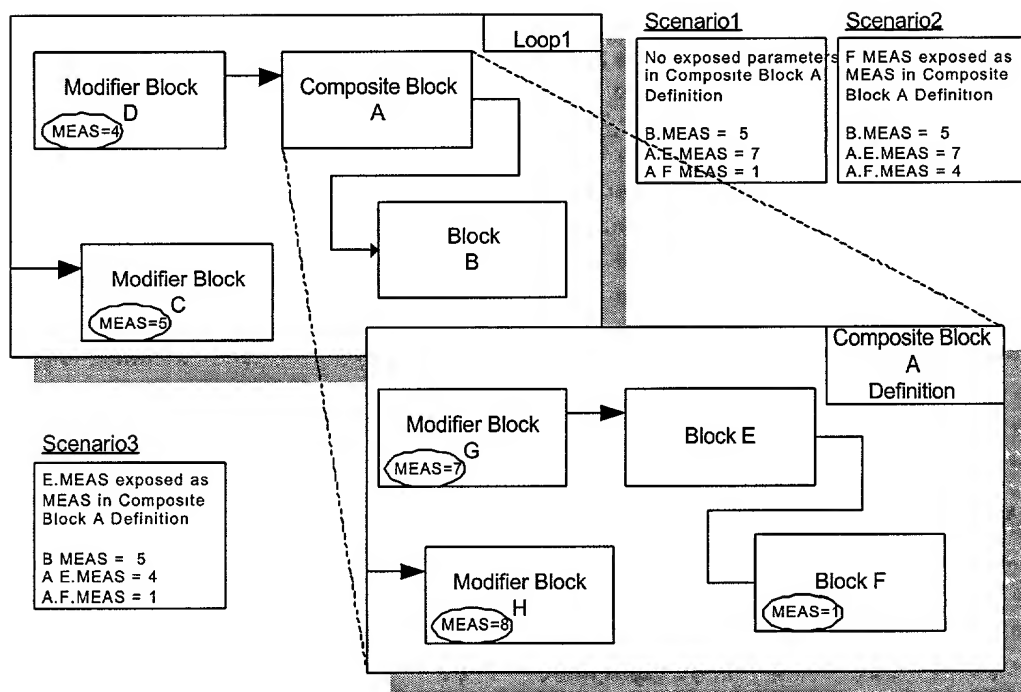 Loop1
Modifier Block
D
MEAS=4
Composite Block
A
Block
B
Modifier Block
C
MEAS=5
Scenario1
No exposed parameters
in Composite Block A
Definition
B.MEAS = 5
A.E.MEAS = 7
A F MEAS = 1
Scenario2
F MEAS exposed as
MEAS in Composite
Block A Definition
B.MEAS = 5
A.E.MEAS = 7
A.F.MEAS = 4
Composite Block
A
Definition
Modifier Block
G
MEAS=7
Block E
Modifier Block
H
MEAS=8
Block F
MEAS=1
Scenario3
E.MEAS exposed as
MEAS in Composite
Block A Definition
B MEAS = 5
A E.MEAS = 4
A.F.MEAS = 1